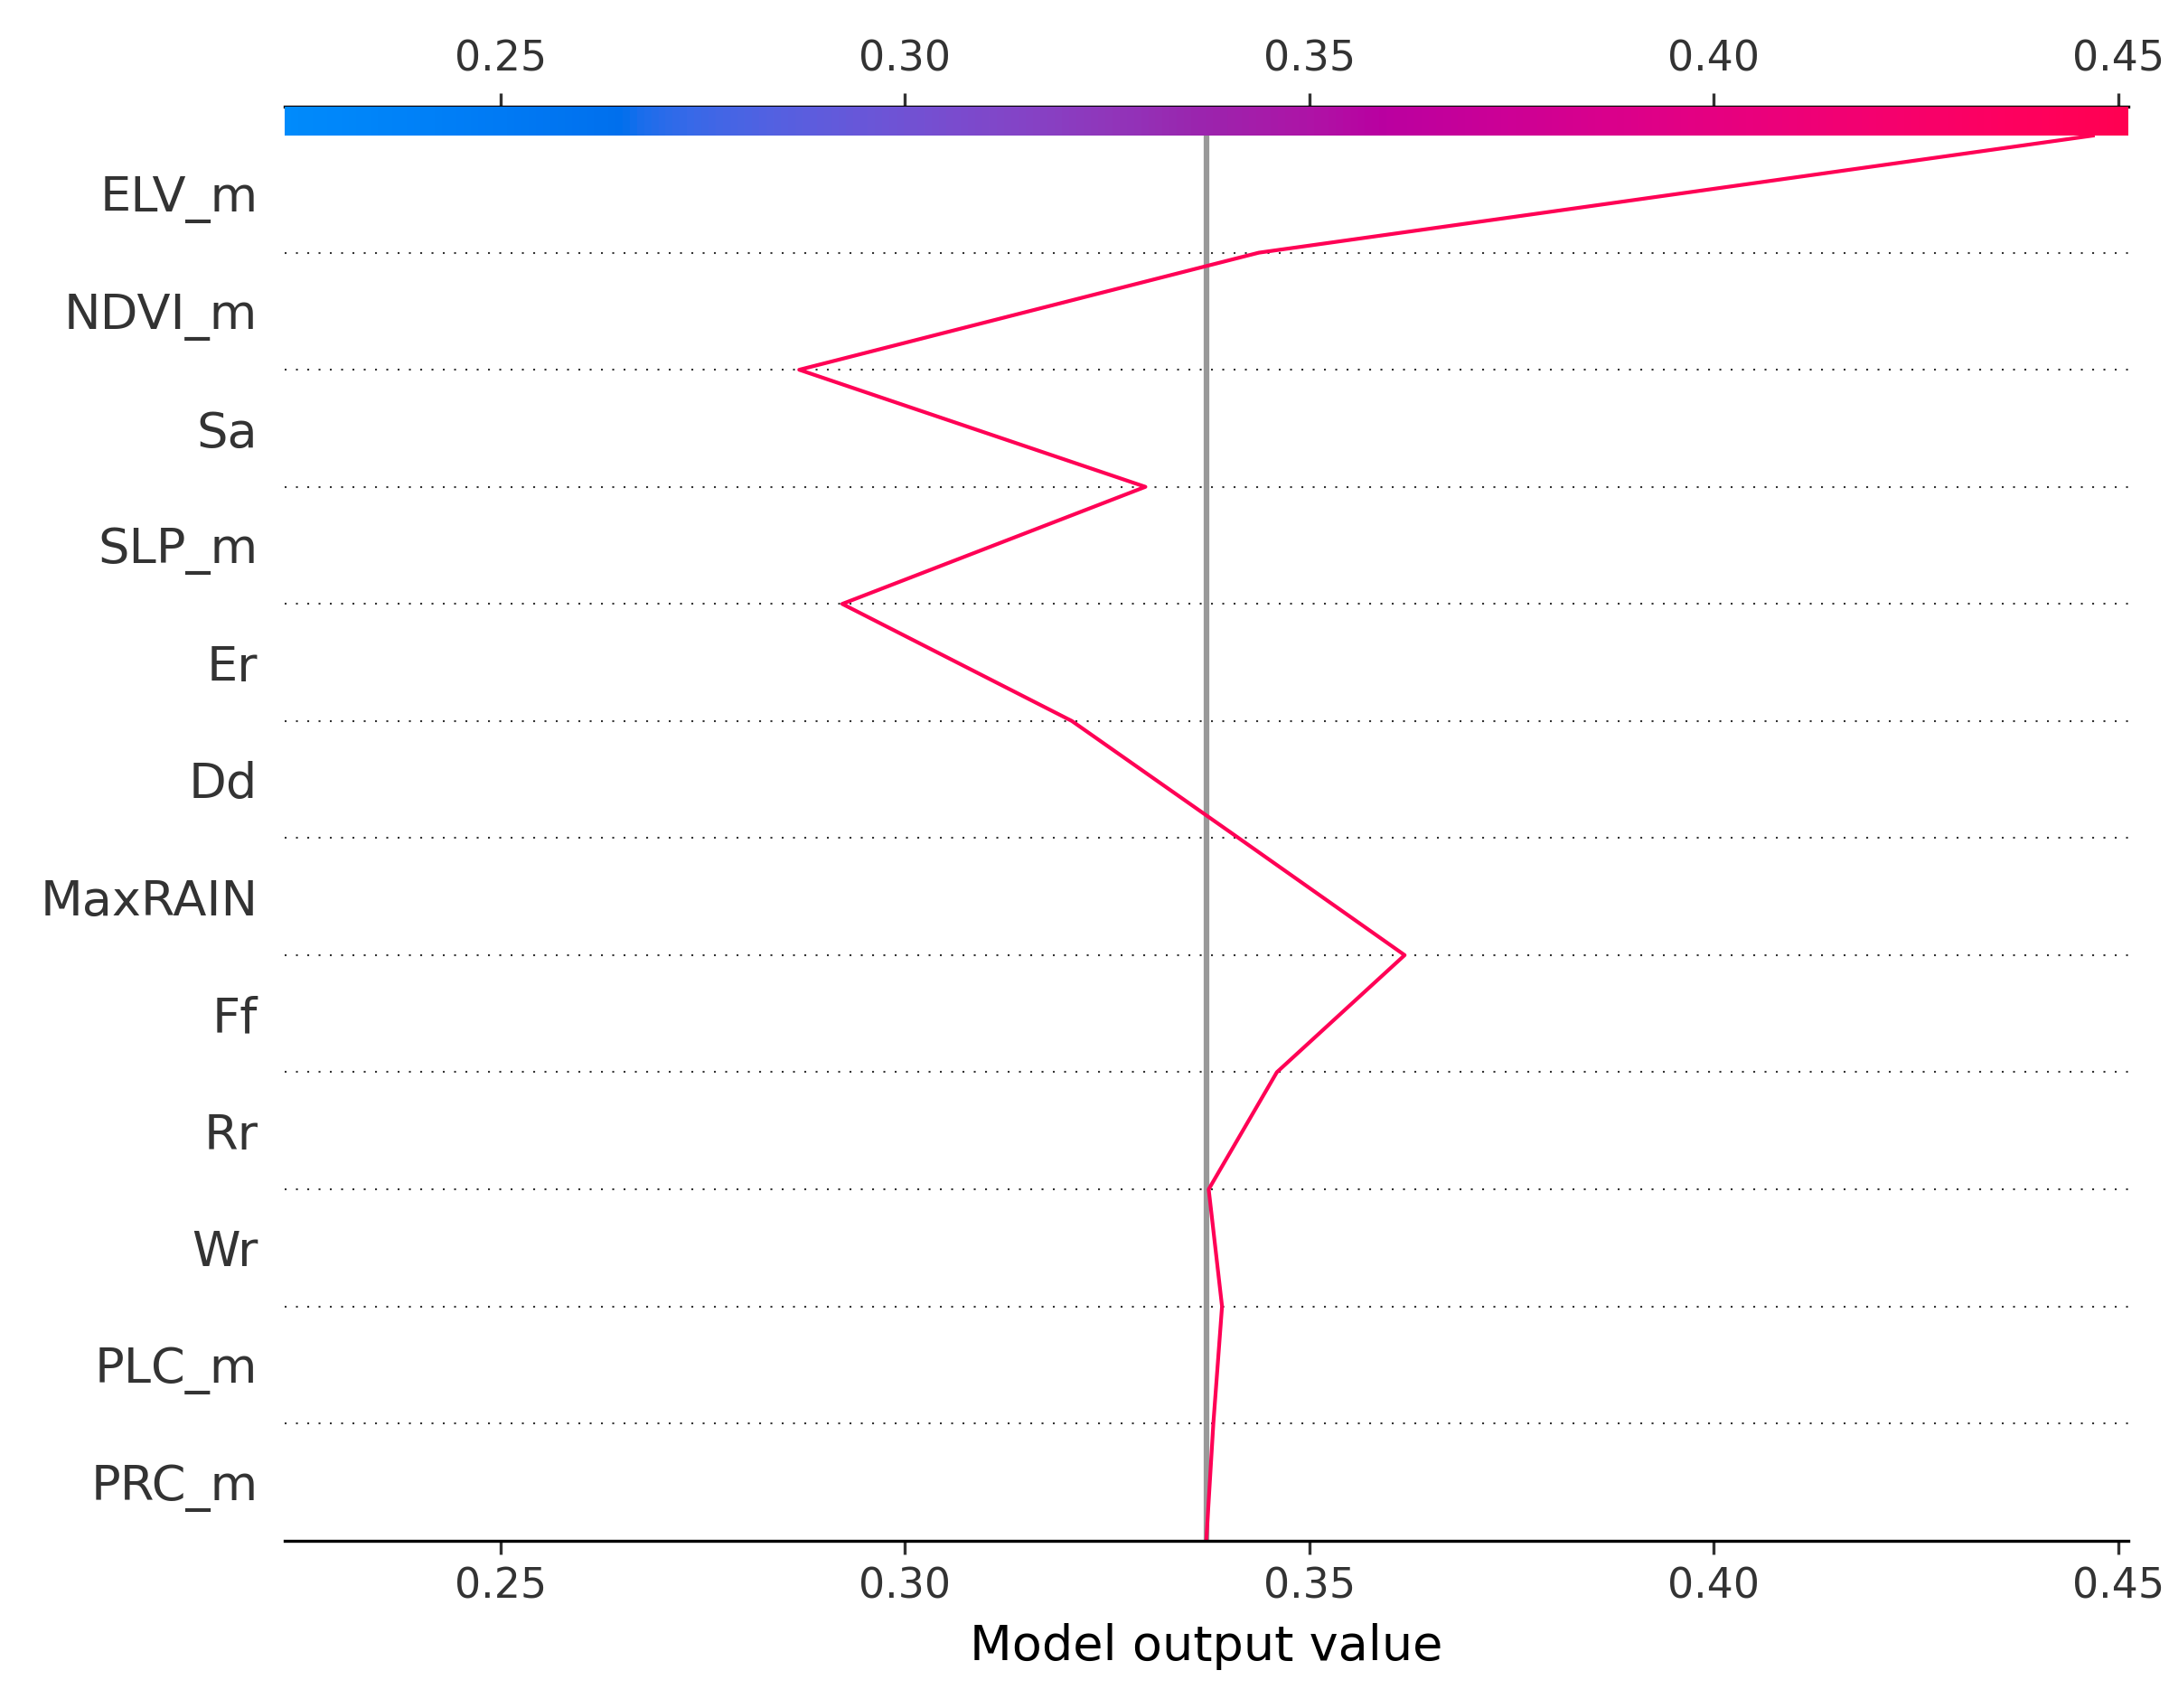 0.25 0.30 0.35 0.40 0.45
ELV_m
NDVI_m
Sa
SLP_m
Er
Dd
MaxRAIN
Ff
Rr
Wr
PLC_m
PRC_m
0.25 0.30 0.35 0.40 0.45
Model output value